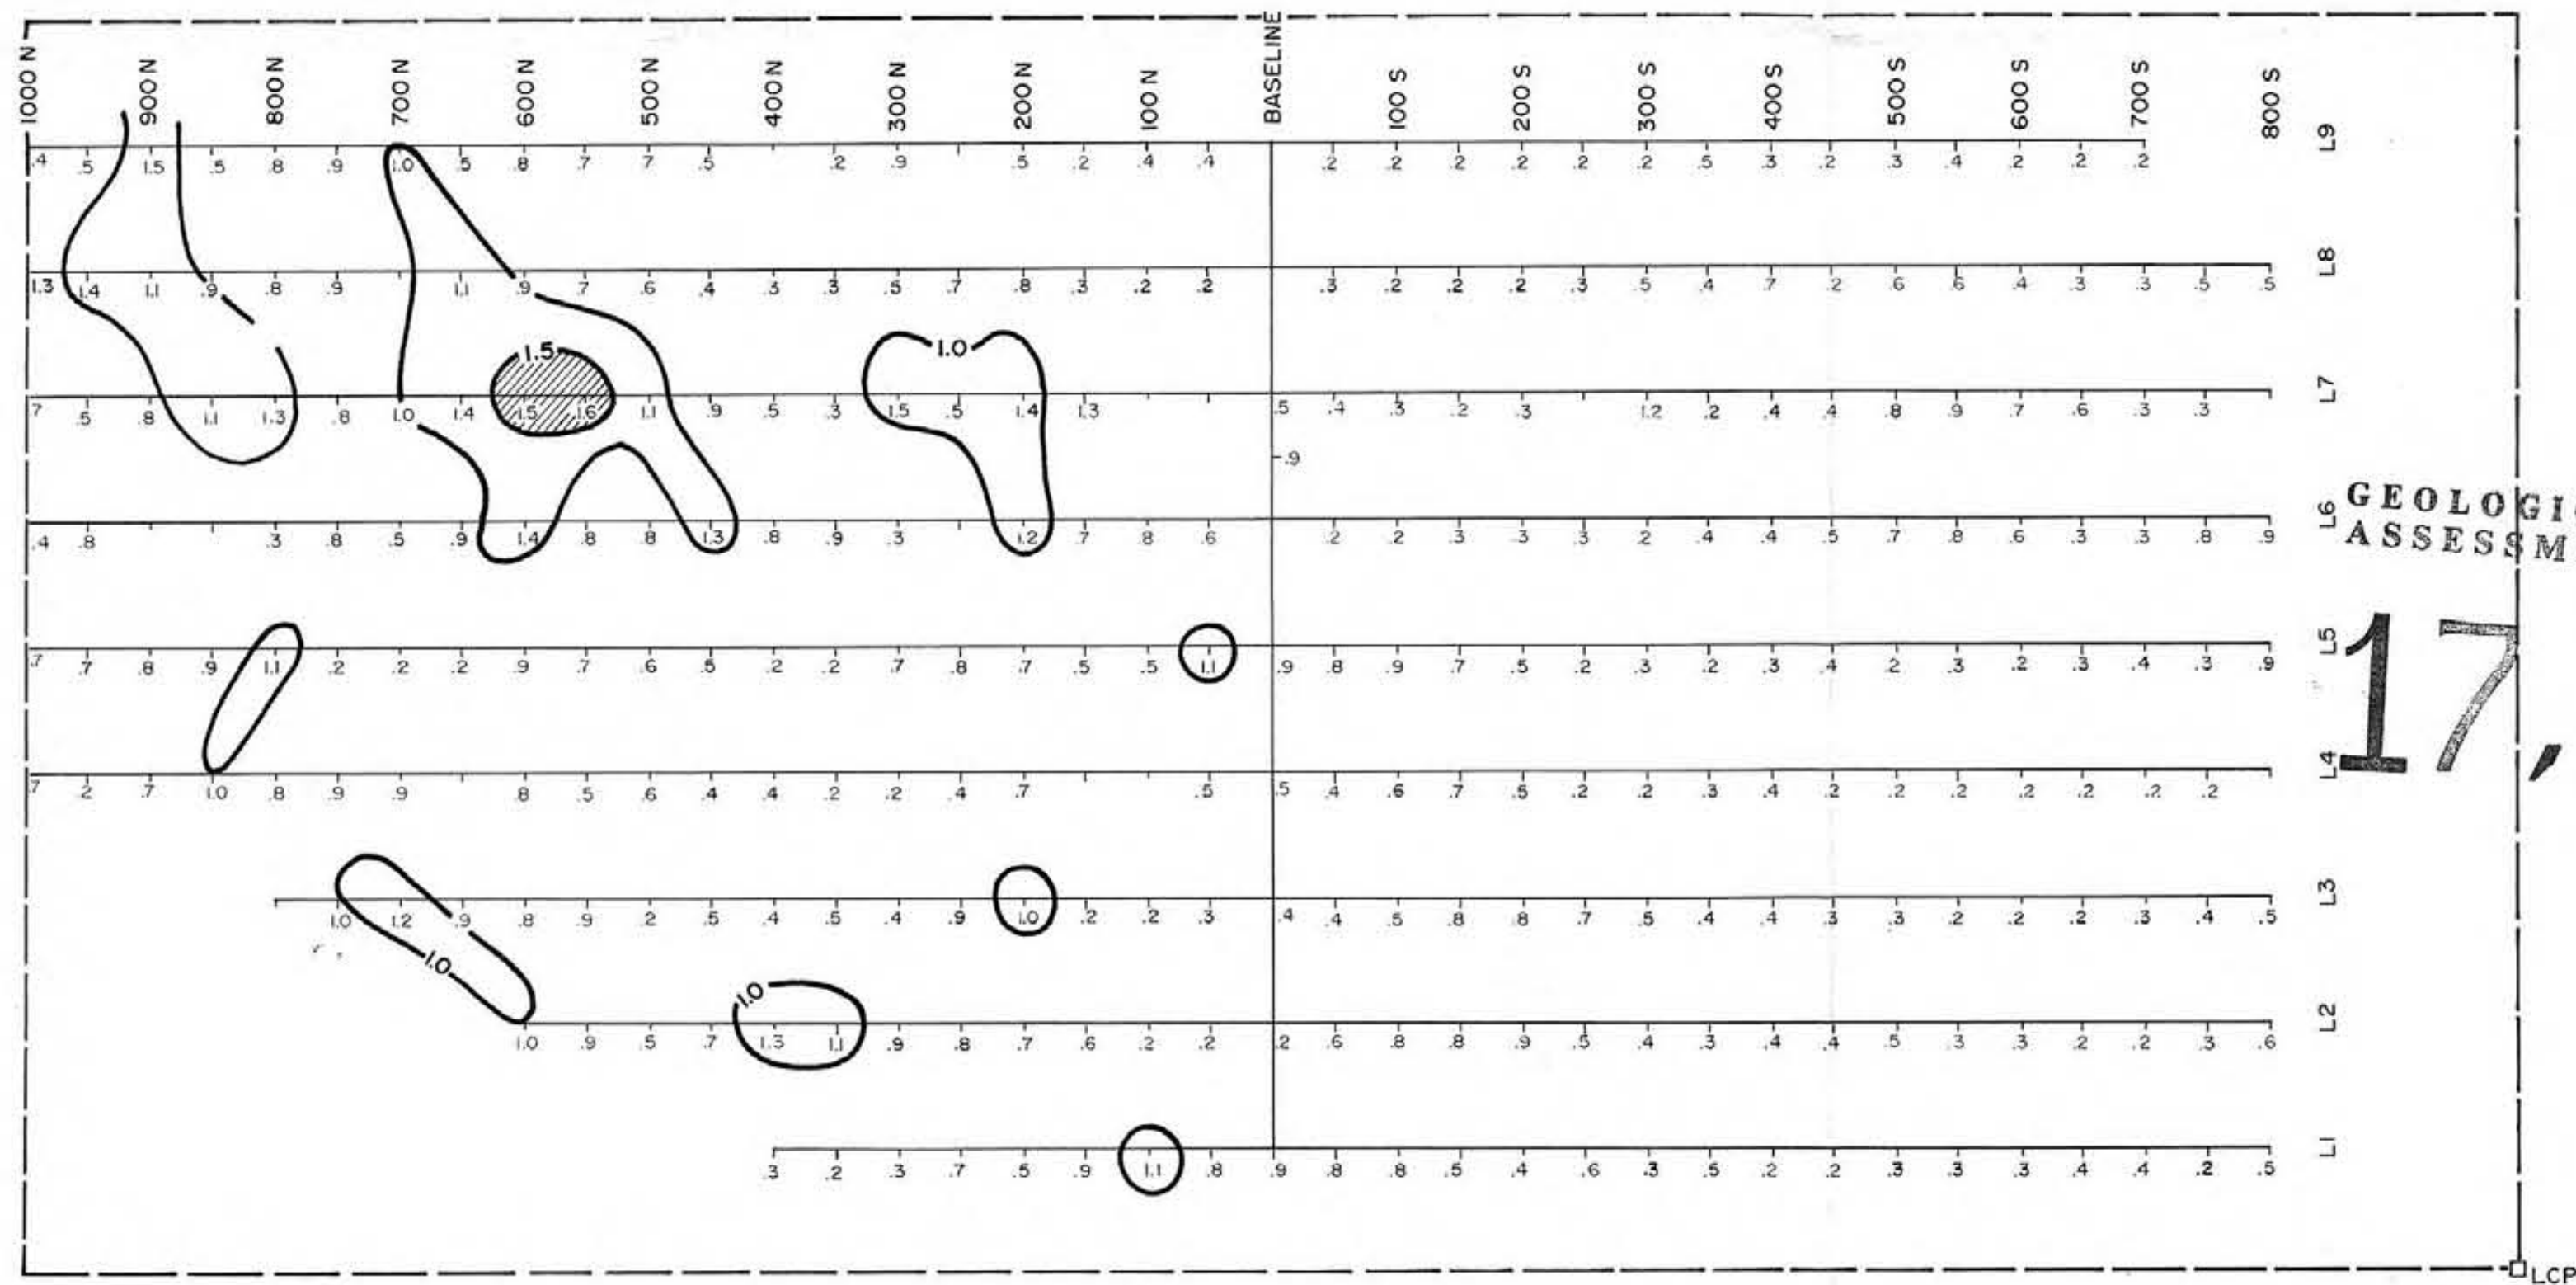 1000 N 900 N 800 N 700 N 600 N 500 N 400 N 300 N 200 N 100 N BASELINE 100 S 200 S 300 S 400 S 500 S 600 S 700 S 800 S
L9
.4 .5 1.5 .5 .8 .9 1.0 .5 .8 .7 .7 .5 .2 .9 .5 .2 .4 .4 .2 .2 .2 .2 .2 .2 .5 .3 .2 .3 .4 .2 .2 .2
L8
1.3 1.4 1.1 .9 .8 .9 1.1 .9 .7 .6 .4 .3 .3 .5 .7 .8 .3 .2 .2 .3 .2 .2 .2 .3 .5 .4 .7 .2 .6 .6 .4 .3 .3 .5 .5
1.5 1.0
L7
.7 .5 .8 1.1 1.3 .8 1.0 1.4 1.5 1.6 1.1 .9 .5 .3 1.5 .5 1.4 1.3 .5 .4 .3 .2 .3 1.2 .2 .4 .4 .8 .9 .7 .6 .3 .3
.9
GEOLOGI
L6
.4 .8 .3 .8 .5 .9 1.4 .8 .8 1.3 .8 .9 .3 1.2 .7 .8 .6 .2 .2 .3 .3 .3 .2 .4 .4 .5 .7 .8 .6 .3 .3 .8 .9
ASSESSM
L5
.7 .7 .8 .9 1.1 .2 .2 .2 .9 .7 .6 .5 .2 .2 .7 .8 .7 .5 .5 1.1 .9 .8 .9 .7 .5 .2 .3 .2 .3 .4 .2 .3 .2 .3 .4 .3 .9
17,
L4
.7 .2 .7 1.0 .8 .9 .9 .8 .5 .6 .4 .4 .2 .2 .4 .7 .5 .5 .4 .6 .7 .5 .2 .2 .3 .4 .2 .2 .2 .2 .2 .2 .2
L3
1.0 1.2 .9 .8 .9 .2 .5 .4 .5 .4 .9 1.0 .2 .2 .3 .4 .4 .5 .8 .8 .7 .5 .4 .4 .3 .3 .2 .2 .2 .3 .4 .5
1.0
1.0
L2
1.0 .9 .5 .7 1.3 1.1 .9 .8 .7 .6 .2 .2 .2 .6 .8 .8 .9 .5 .4 .3 .4 .4 .5 .3 .3 .2 .2 .3 .6
L1
.3 .2 .3 .7 .5 .9 1.1 .8 .9 .8 .8 .5 .4 .6 .3 .5 .2 .2 .3 .3 .3 .4 .4 .2 .5
LCP